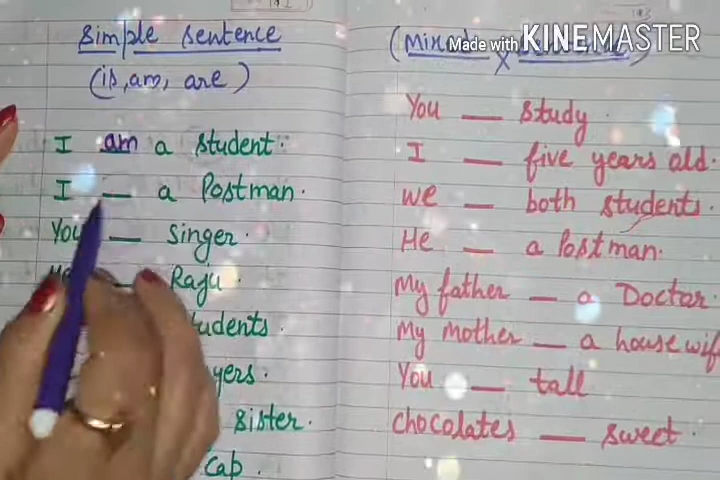 Simple sentence
(is, am, are)
I am a student.
I __ a Postman.
You __ singer.
Raju.
students.
sister.
cap.
Made with KINEMASTER
You __ study.
I __ five years old.
We __ both students.
He __ a Postman.
My father __ a Doctor.
My mother __ a housewif
You __ tall
Chocolates __ sweet.